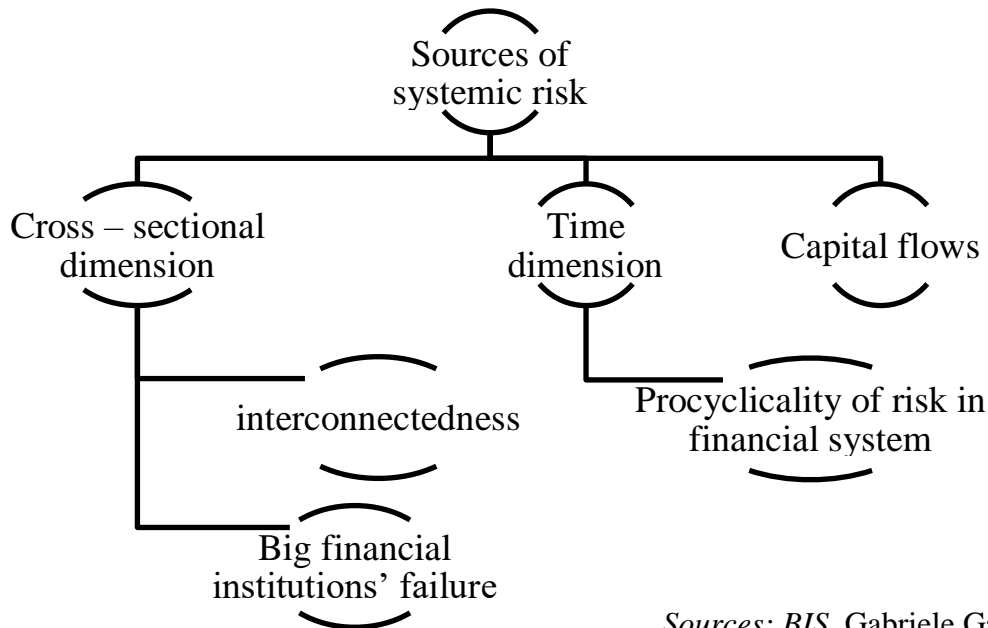 Sources of
systemic risk
Cross – sectional
dimension
Time
dimension
Capital flows
interconnectedness
Procyclicality of risk in
financial system
Big financial
institutions’ failure
Sources: BIS, Gabriele